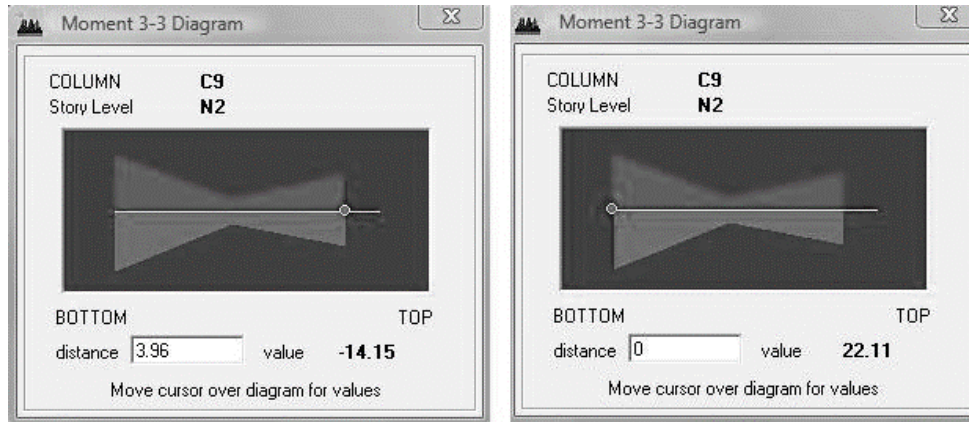 Moment 3-3 Diagram
COLUMN C9
Story Level N2
BOTTOM TOP
distance 3.96 value -14.15
Move cursor over diagram for values
Moment 3-3 Diagram
COLUMN C9
Story Level N2
BOTTOM TOP
distance 0 value 22.11
Move cursor over diagram for values